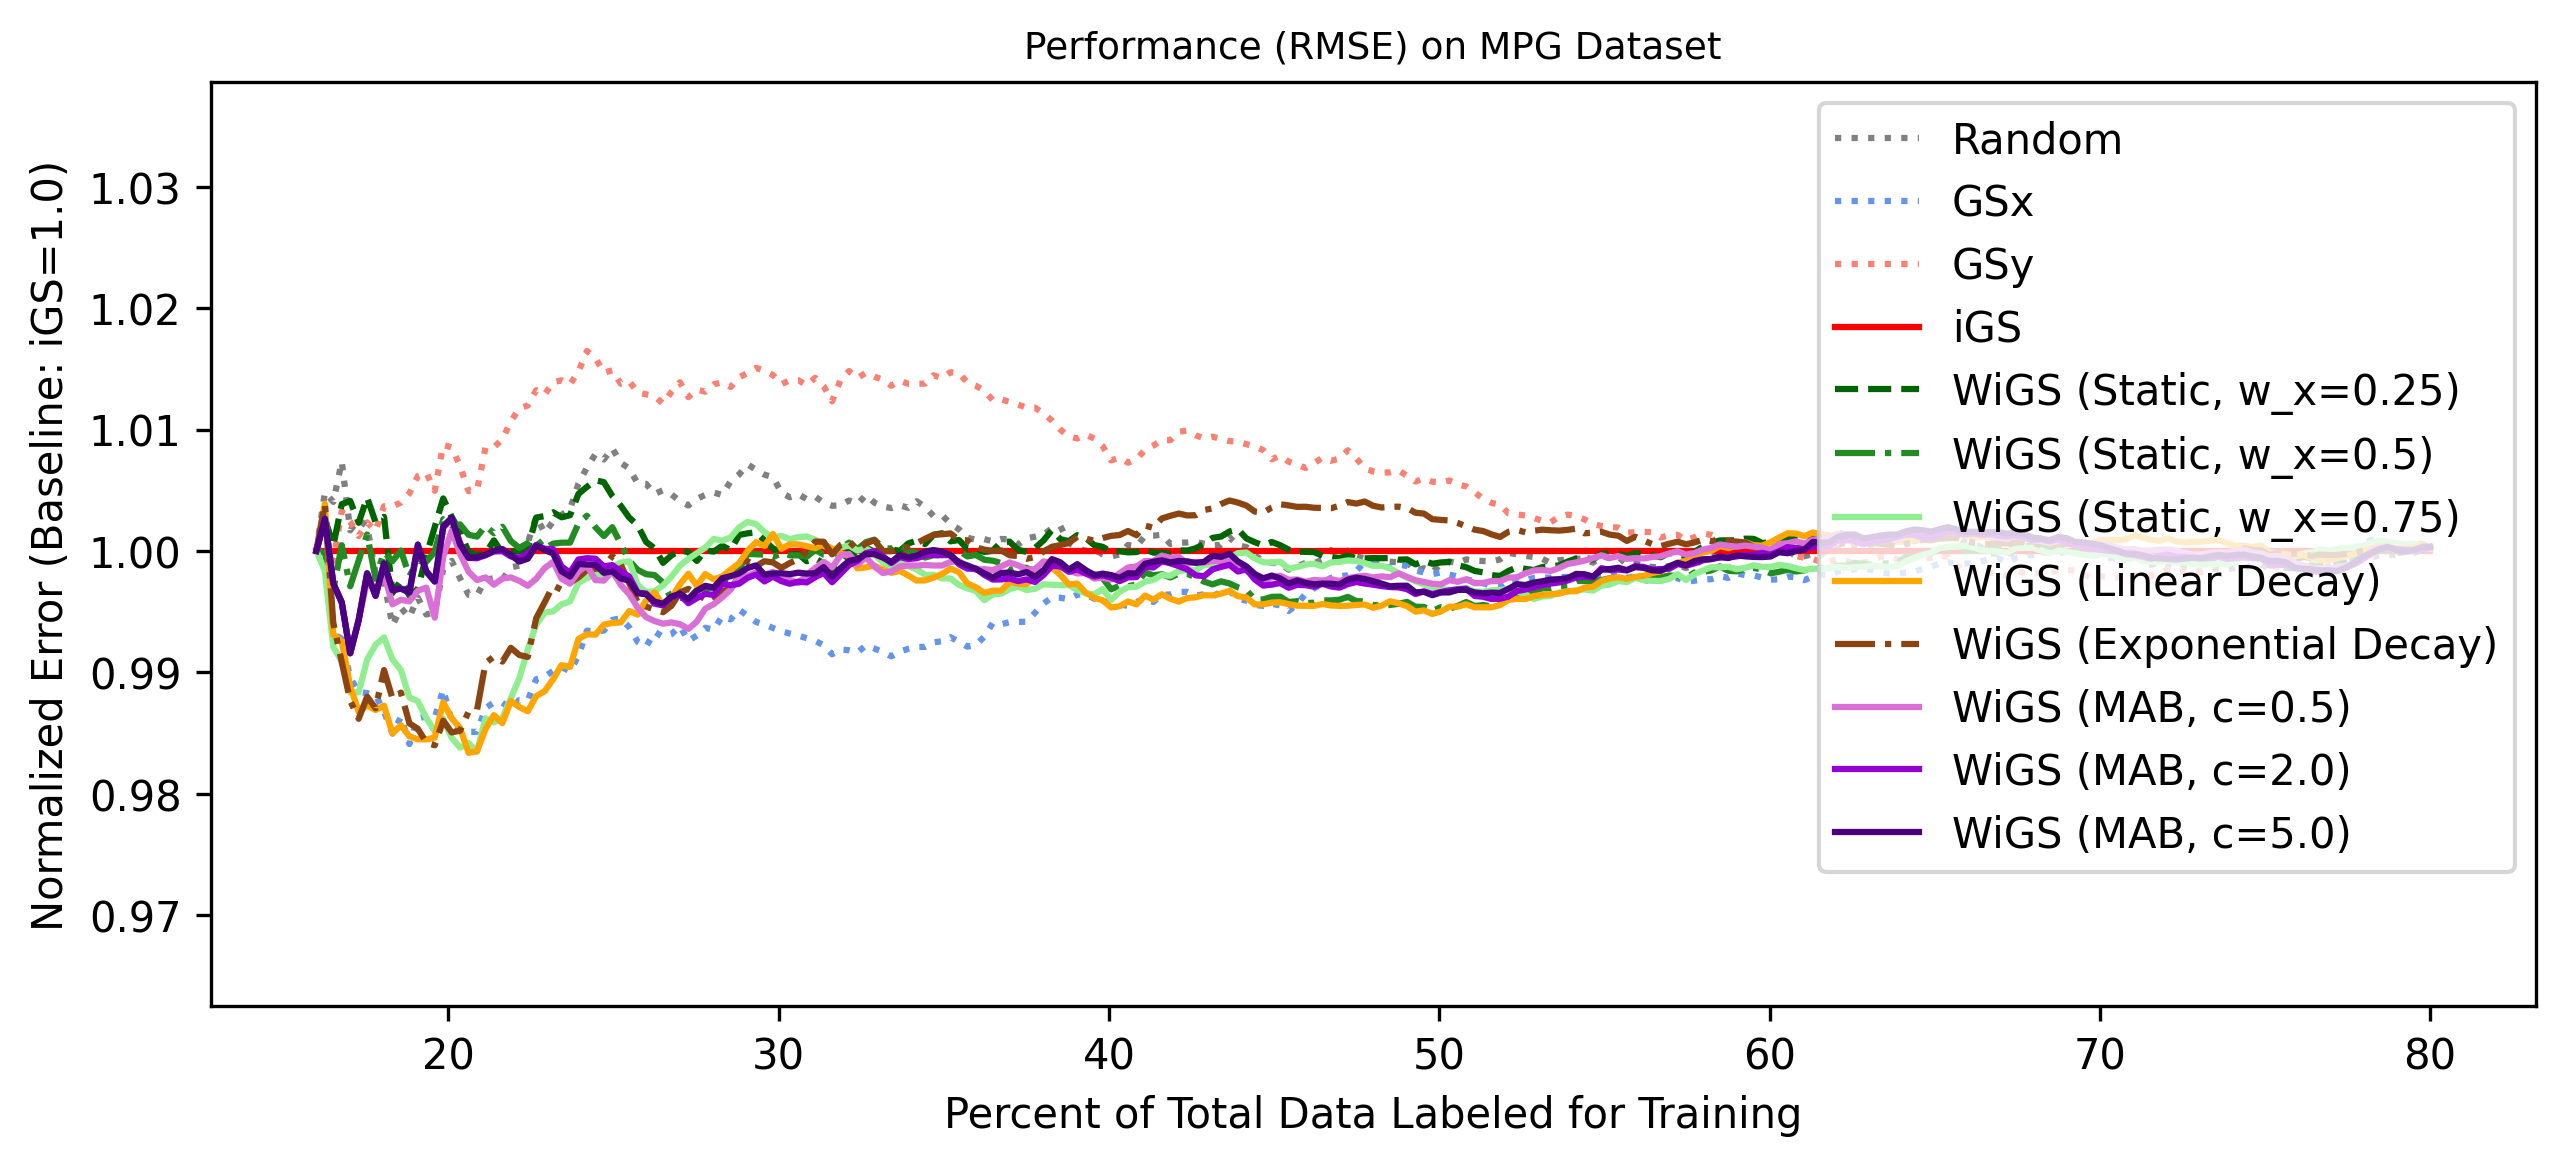 Performance (RMSE) on MPG Dataset
Normalized Error (Baseline: iGS=1.0)
1.03
1.02
1.01
1.00
0.99
0.98
0.97
20
30
40
50
60
70
80
Percent of Total Data Labeled for Training
Random
GSx
GSy
iGS
WiGS (Static, w_x=0.25)
WiGS (Static, w_x=0.5)
WiGS (Static, w_x=0.75)
WiGS (Linear Decay)
WiGS (Exponential Decay)
WiGS (MAB, c=0.5)
WiGS (MAB, c=2.0)
WiGS (MAB, c=5.0)